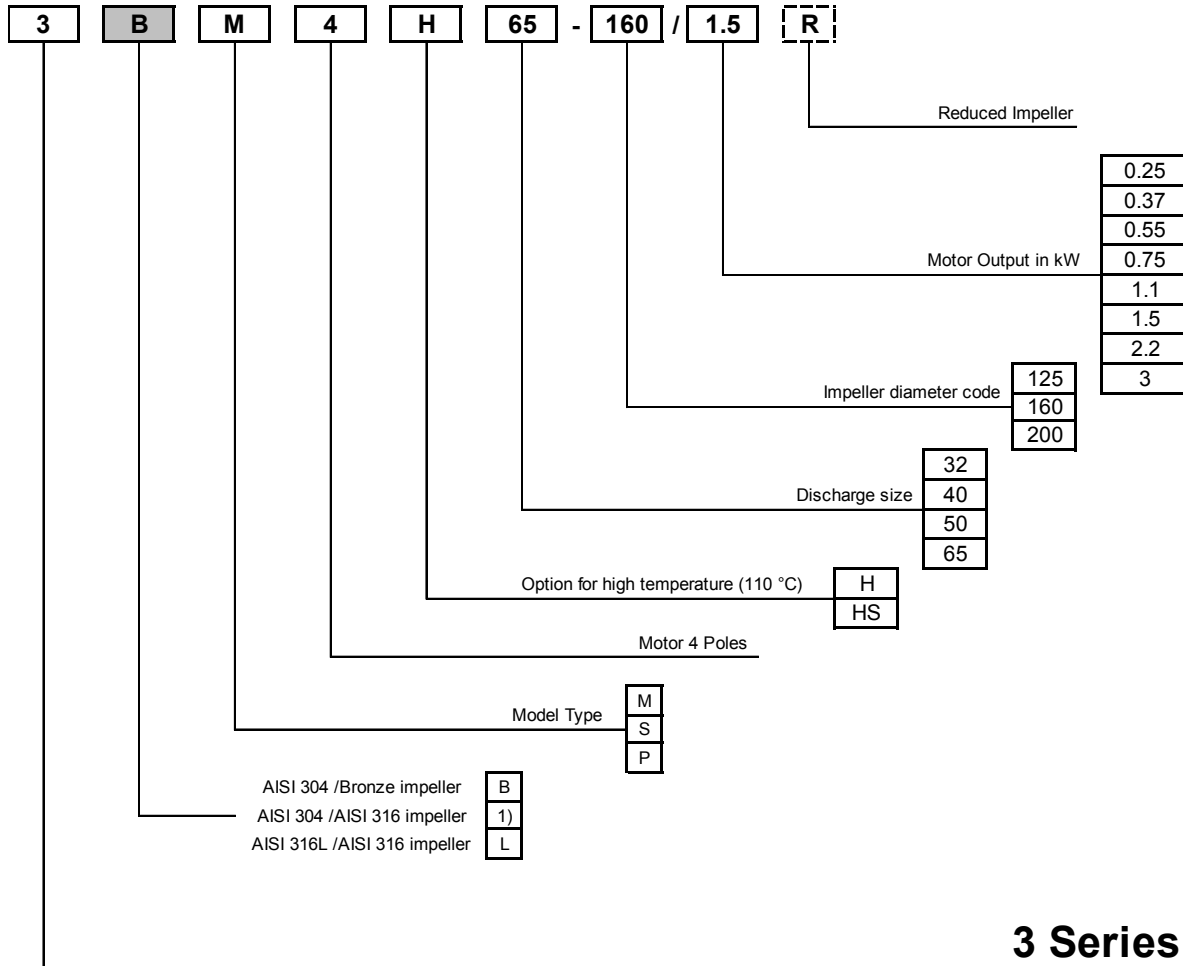 3 B M 4 H 65 - 160 / 1.5 R
Reduced Impeller
0.25
0.37
0.55
Motor Output in kW 0.75
1.1
1.5
2.2
3
Impeller diameter code 125
160
200
32
Discharge size 40
50
65
Option for high temperature (110 °C) H
HS
Motor 4 Poles
Model Type M
S
P
AISI 304 /Bronze impeller B
AISI 304 /AISI 316 impeller 1)
AISI 316L /AISI 316 impeller L
3 Series